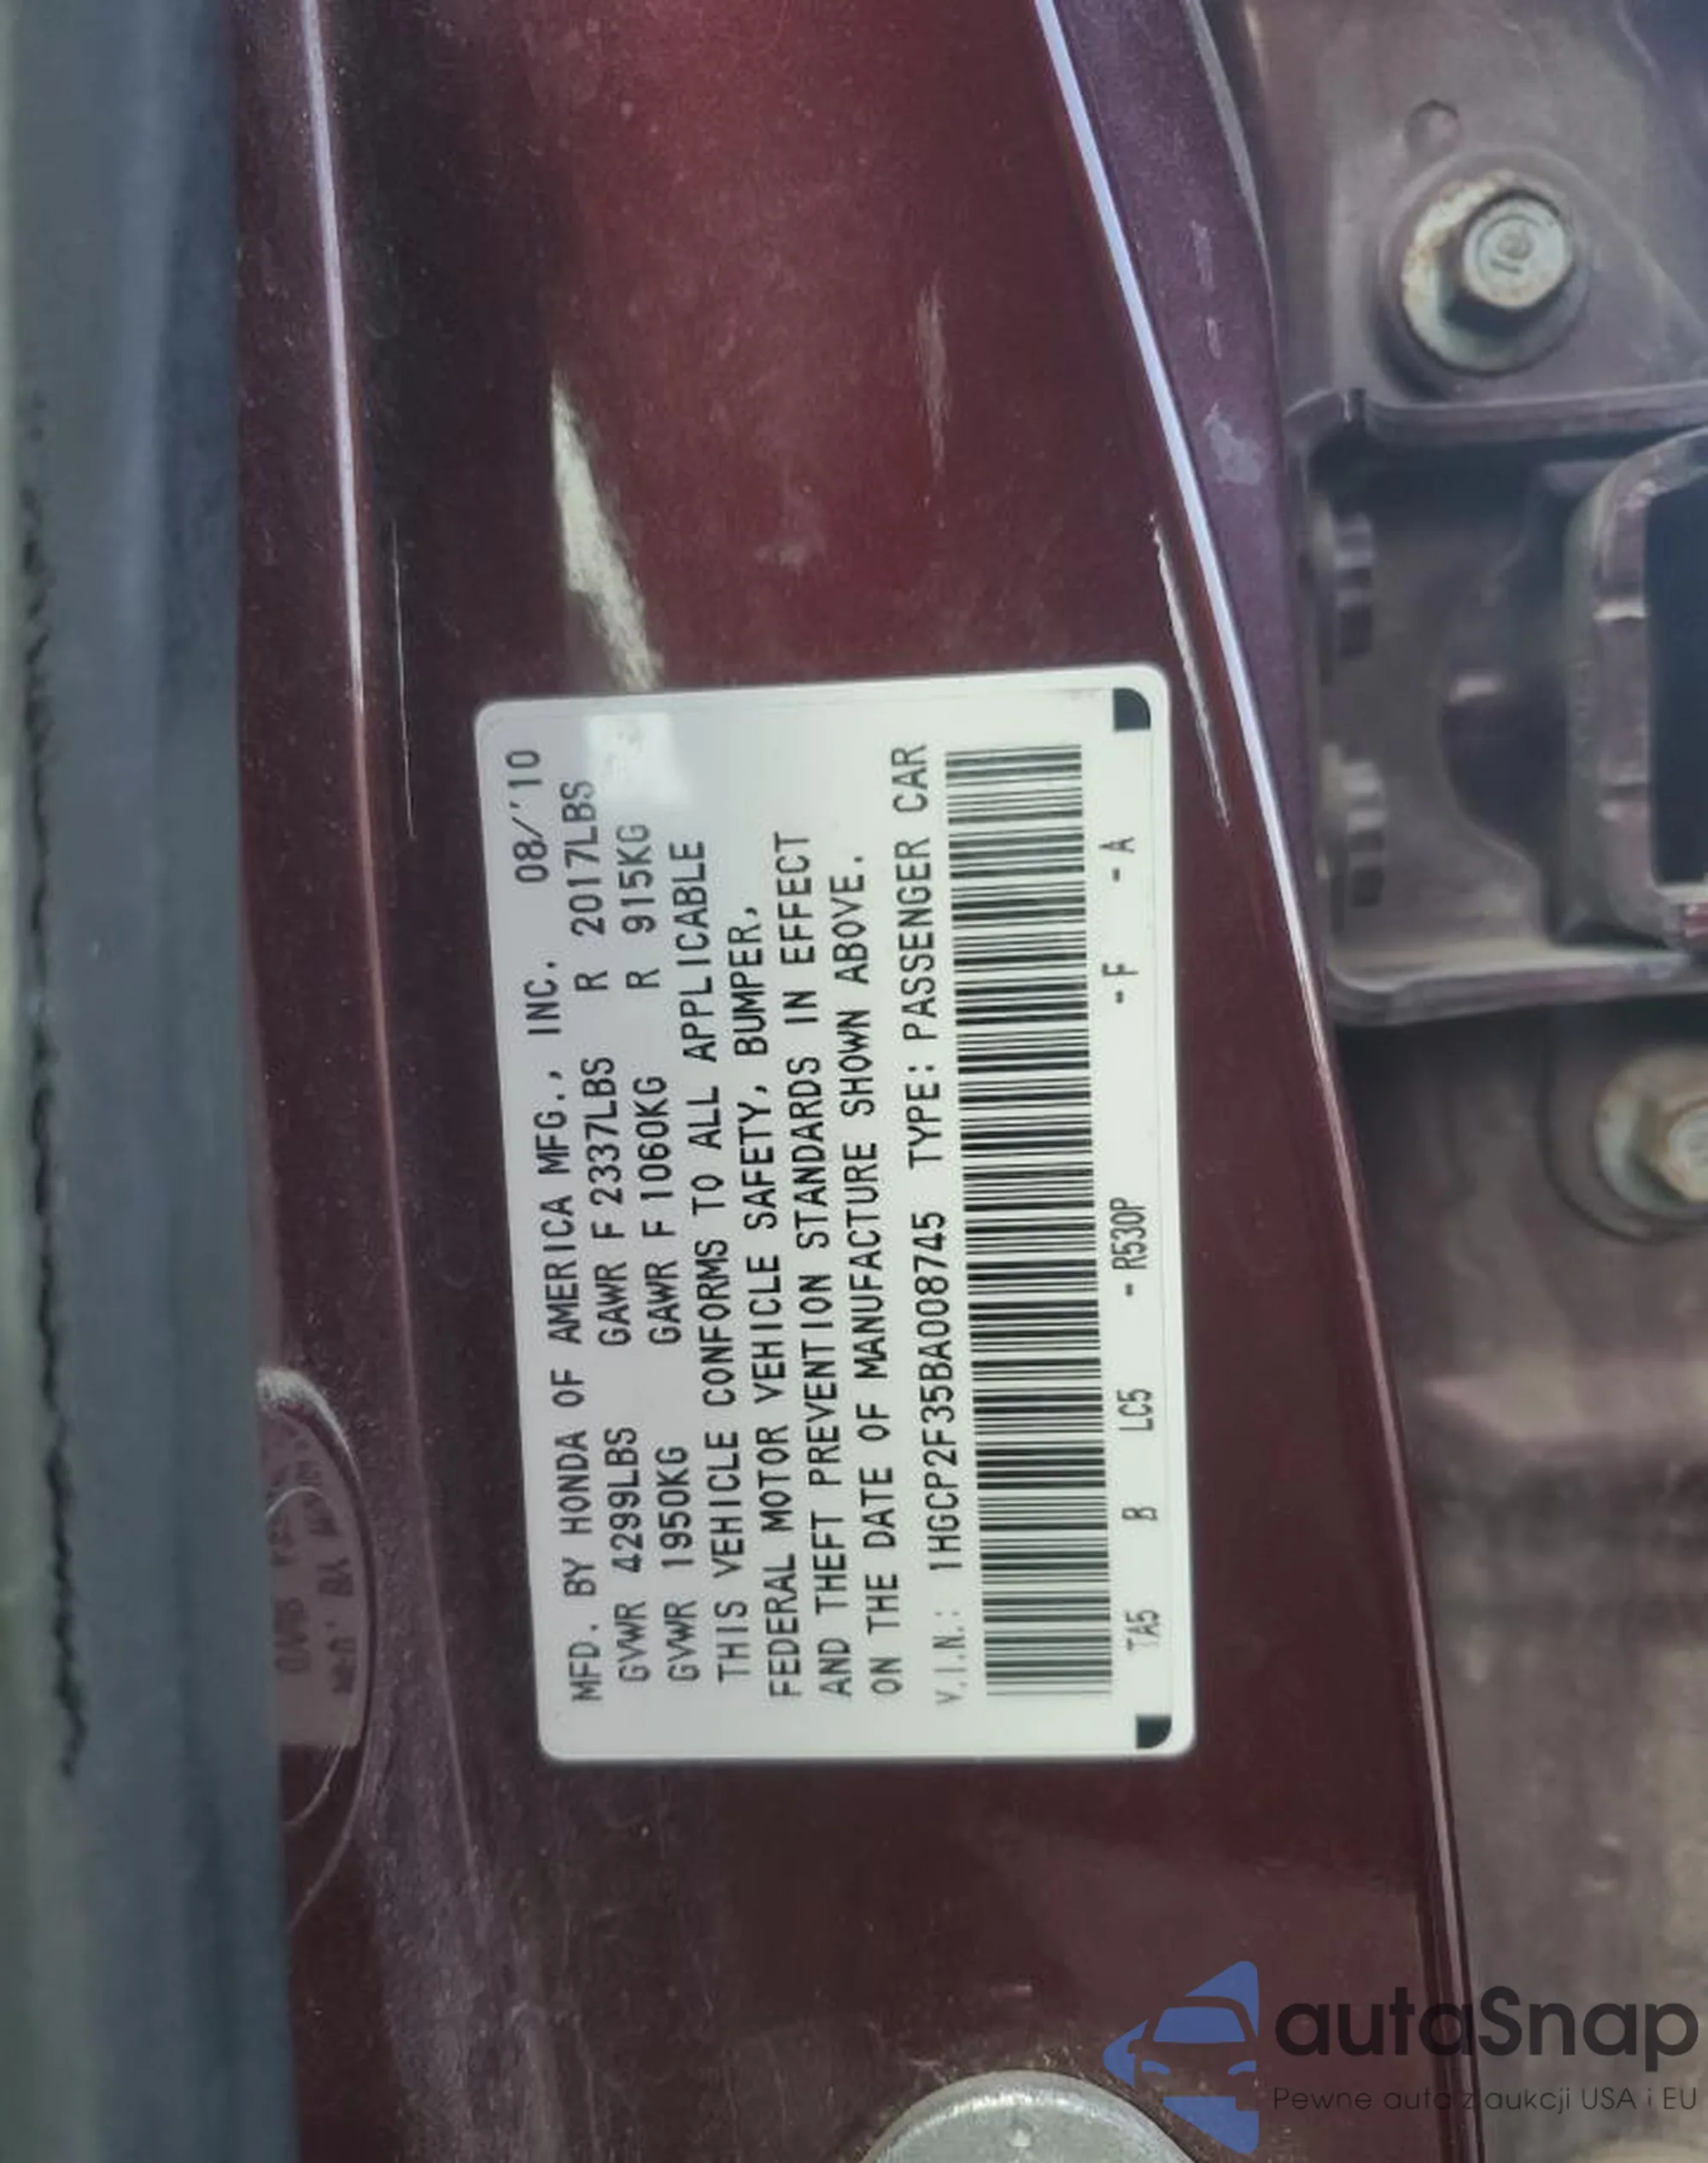 MFD. BY HONDA OF AMERICA MFG., INC. 08/'10
GVWR 4299LBS GAWR F 2337LBS R 2017LBS
GVWR 1950KG GAWR F 1060KG R 915KG
THIS VEHICLE CONFORMS TO ALL APPLICABLE
FEDERAL MOTOR VEHICLE SAFETY, BUMPER,
AND THEFT PREVENTION STANDARDS IN EFFECT
ON THE DATE OF MANUFACTURE SHOWN ABOVE.
V.I.N.: 1HGCP2F35BA008745 TYPE: PASSENGER CAR
TA5 B LC5 - R530P - F - A
autaSnap
Pewne auta z aukcji USA i EU